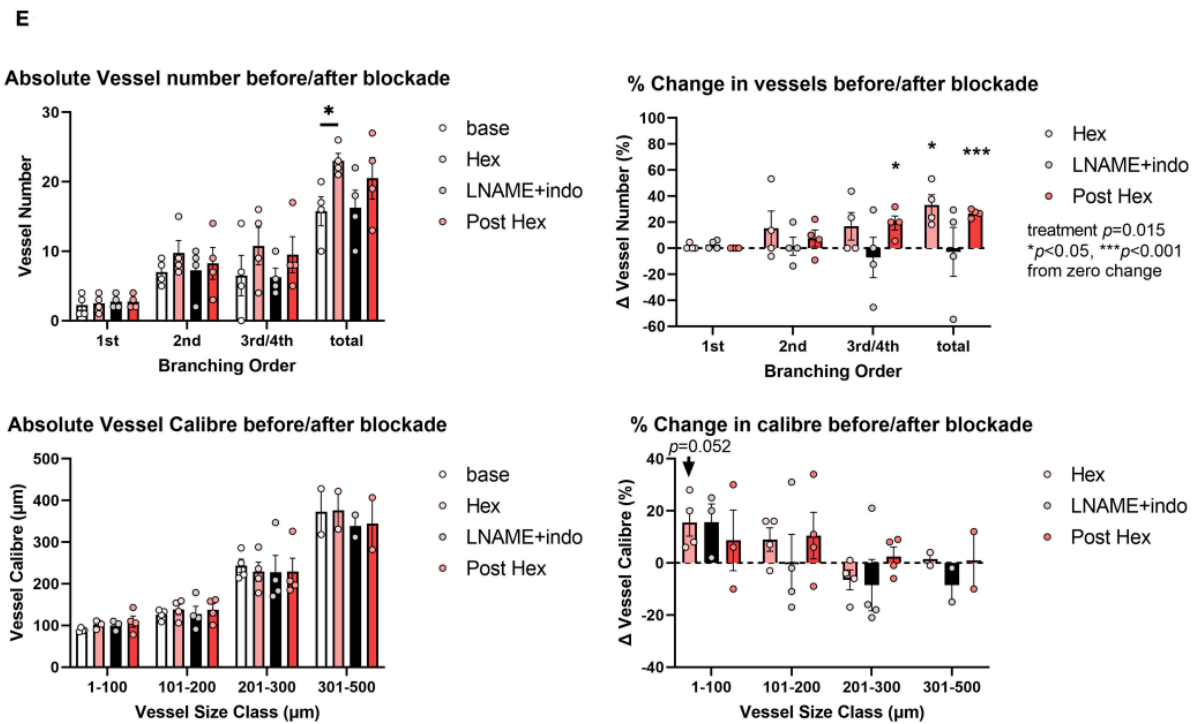 E
Absolute Vessel number before/after blockade
Vessel Number
30
20
10
0
1st 2nd 3rd/4th total
Branching Order
*
base
Hex
LNAME+indo
Post Hex
% Change in vessels before/after blockade
Δ Vessel Number (%)
100
80
60
40
20
0
-20
-40
-60
1st 2nd 3rd/4th total
Branching Order
* * ***
Hex
LNAME+indo
Post Hex
treatment p=0.015
*p<0.05, ***p<0.001
from zero change
Absolute Vessel Calibre before/after blockade
Vessel Calibre (μm)
500
400
300
200
100
0
1-100 101-200 201-300 301-500
Vessel Size Class (μm)
base
Hex
LNAME+indo
Post Hex
% Change in calibre before/after blockade
p=0.052
Δ Vessel Calibre (%)
40
20
0
-20
-40
1-100 101-200 201-300 301-500
Vessel Size Class (μm)
Hex
LNAME+indo
Post Hex